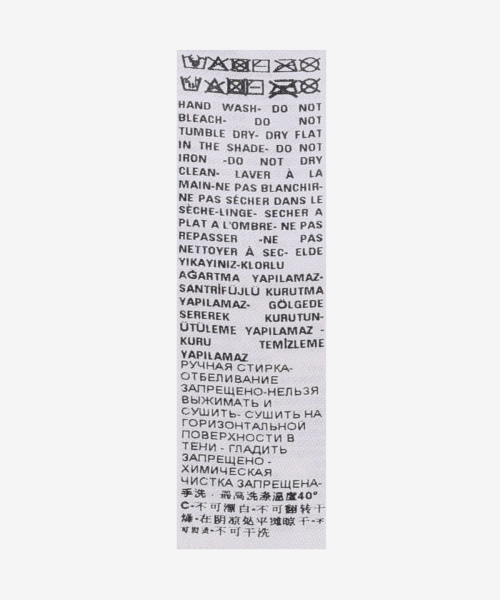 HAND WASH- DO NOT
BLEACH- DO NOT
TUMBLE DRY- DRY FLAT
IN THE SHADE- DO NOT
IRON -DO NOT DRY
CLEAN- LAVER À LA
MAIN-NE PAS BLANCHIR-
NE PAS SÉCHER DANS LE
SÈCHE-LINGE- SECHER A
PLAT A L'OMBRE- NE PAS
REPASSER -NE PAS
NETTOYER À SEC- ELDE
YIKAYINIZ-KLORLU
AĞARTMA YAPILAMAZ-
SANTRİFÜJLÜ KURUTMA
YAPILAMAZ- GÖLGEDE
SEREREK KURUTUN-
ÜTÜLEME YAPILAMAZ -
KURU TEMİZLEME
YAPILAMAZ
РУЧНАЯ СТИРКА-
ОТБЕЛИВАНИЕ
ЗАПРЕЩЕНО-НЕЛЬЗЯ
ВЫЖИМАТЬ И
СУШИТЬ- СУШИТЬ НА
ГОРИЗОНТАЛЬНОЙ
ПОВЕРХНОСТИ В
ТЕНИ - ГЛАДИТЬ
ЗАПРЕЩЕНО -
ХИМИЧЕСКАЯ
ЧИСТКА ЗАПРЕЩЕНА-
手洗 - 最高洗涤温度40°
C-不可漂白-不可翻转干
燥-在阴凉处平摊晾干-不
可熨烫-不可干洗